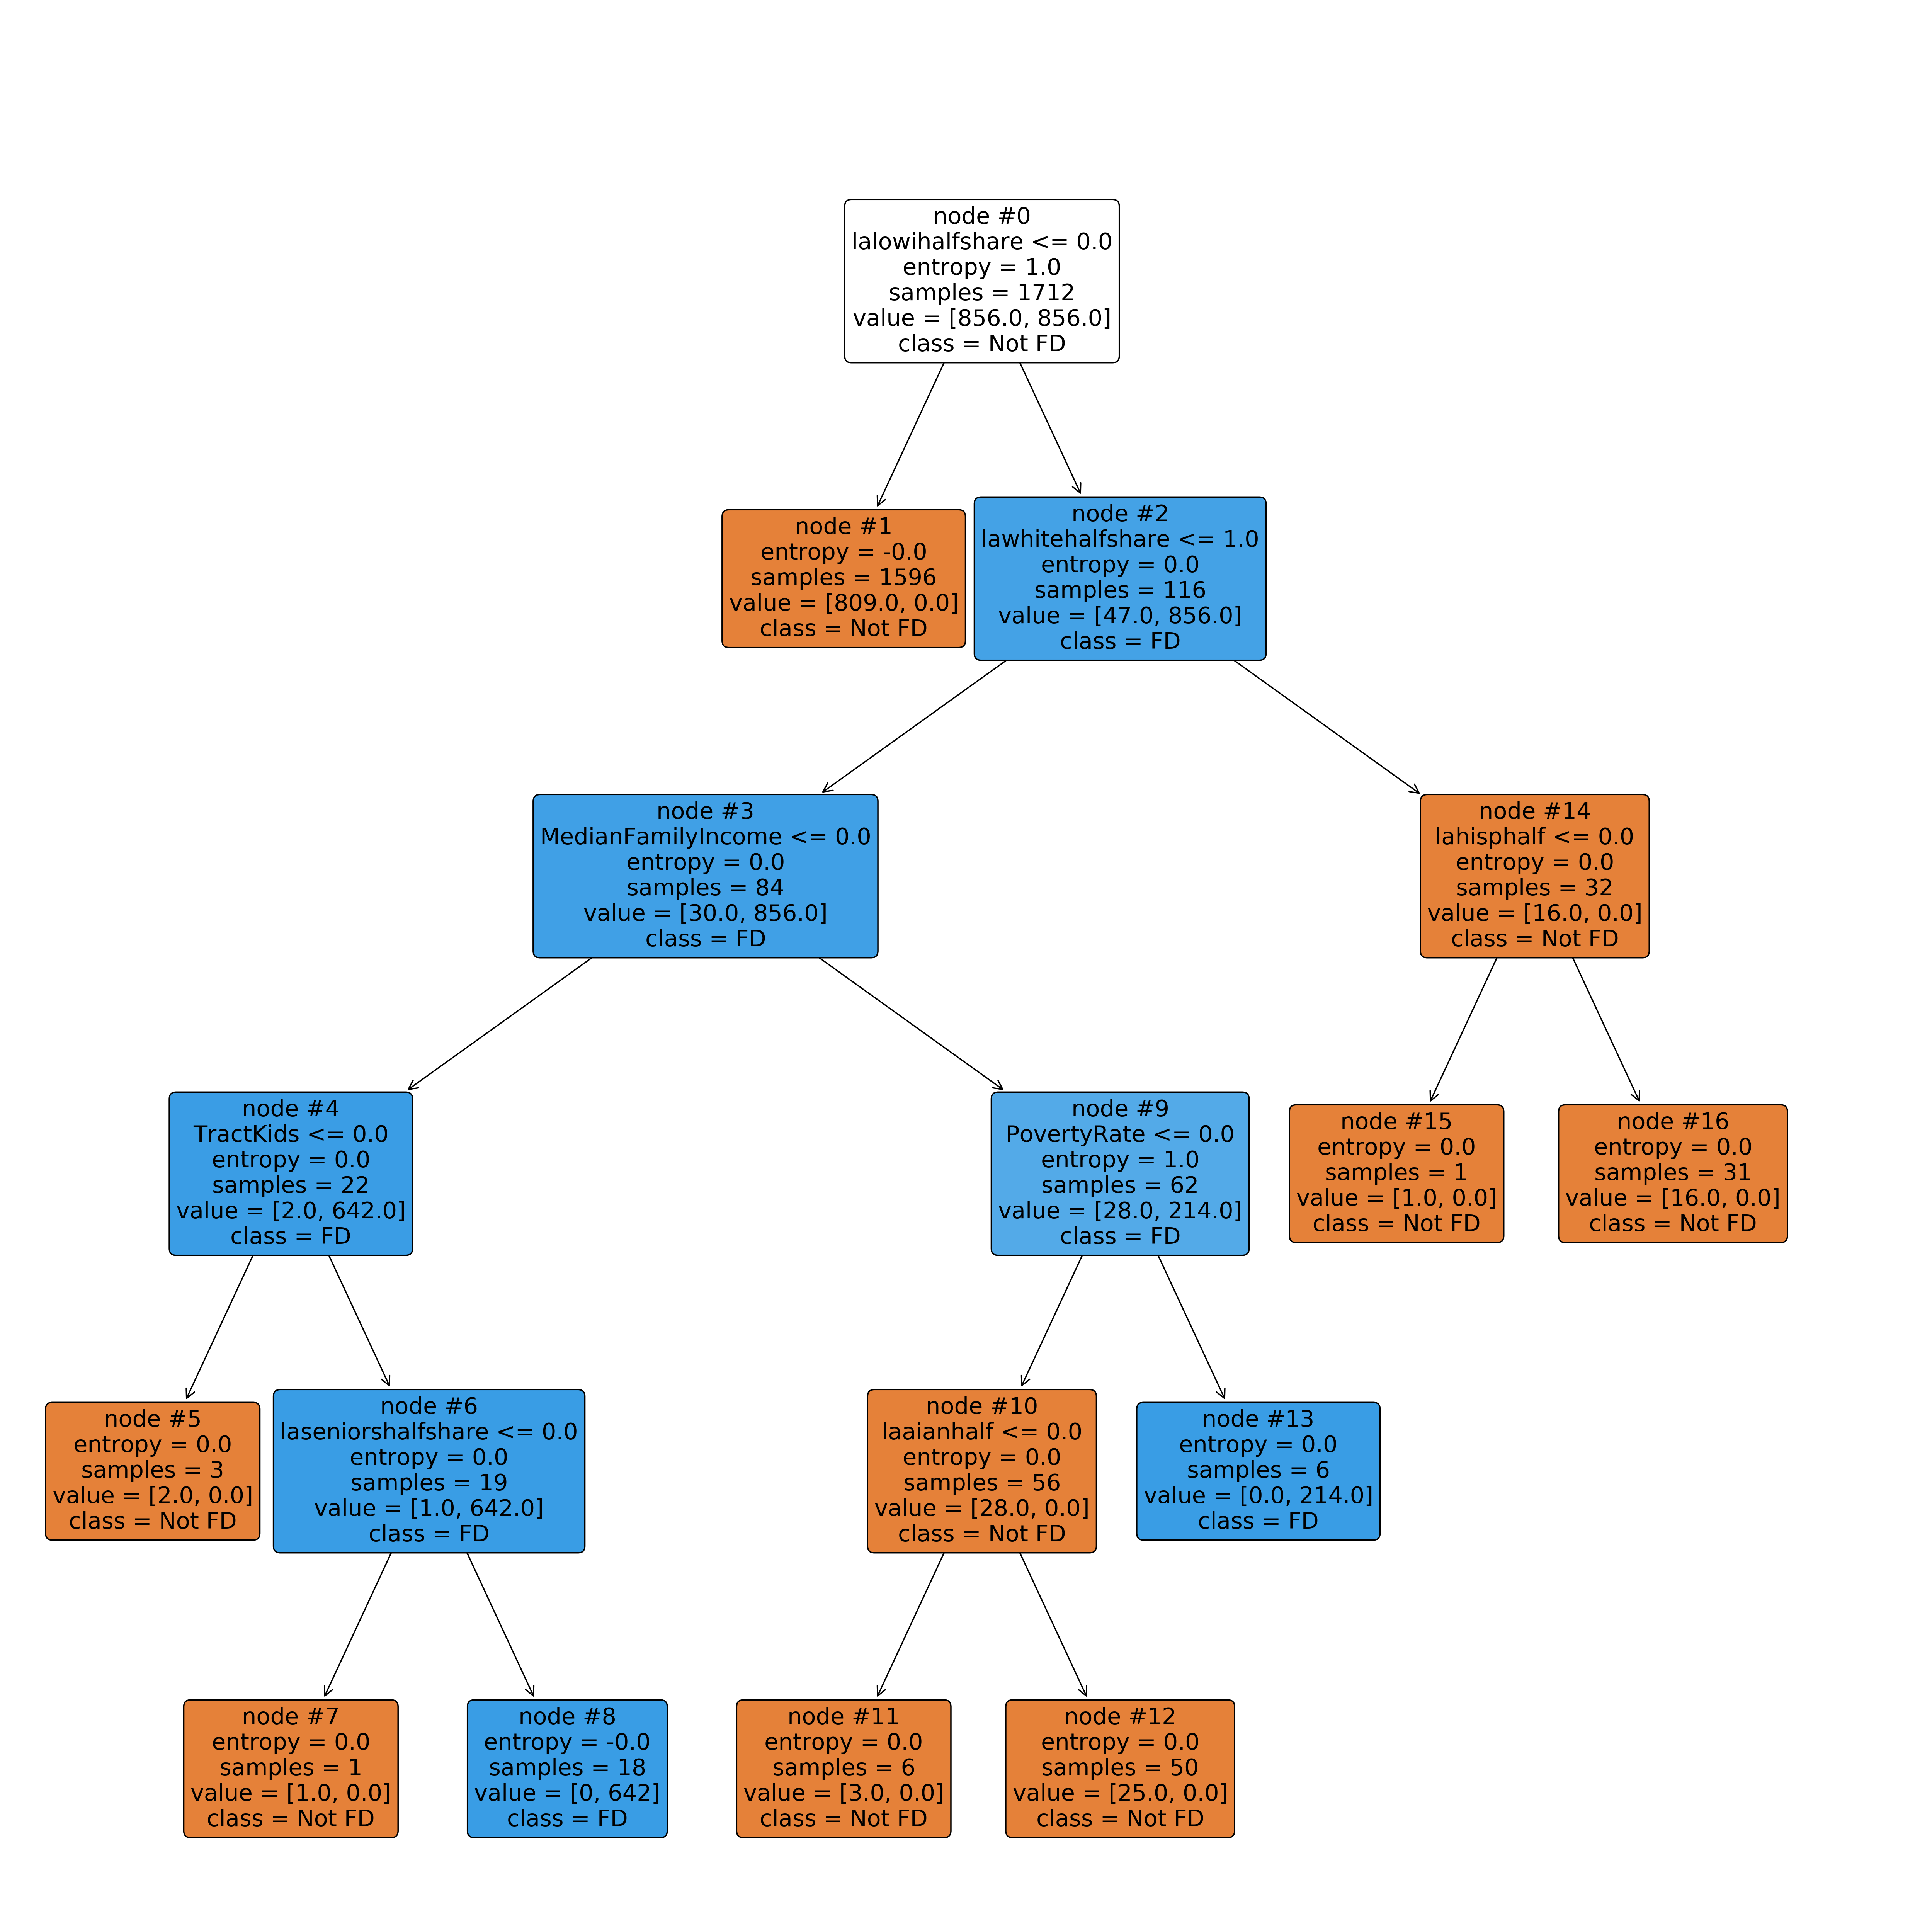 node #0
lalowihalfshare <= 0.0
entropy = 1.0
samples = 1712
value = [856.0, 856.0]
class = Not FD
node #1
entropy = -0.0
samples = 1596
value = [809.0, 0.0]
class = Not FD
node #2
lawhitehalfshare <= 1.0
entropy = 0.0
samples = 116
value = [47.0, 856.0]
class = FD
node #3
MedianFamilyIncome <= 0.0
entropy = 0.0
samples = 84
value = [30.0, 856.0]
class = FD
node #14
lahisphalf <= 0.0
entropy = 0.0
samples = 32
value = [16.0, 0.0]
class = Not FD
node #4
TractKids <= 0.0
entropy = 0.0
samples = 22
value = [2.0, 642.0]
class = FD
node #9
PovertyRate <= 0.0
entropy = 1.0
samples = 62
value = [28.0, 214.0]
class = FD
node #15
entropy = 0.0
samples = 1
value = [1.0, 0.0]
class = Not FD
node #16
entropy = 0.0
samples = 31
value = [16.0, 0.0]
class = Not FD
node #5
entropy = 0.0
samples = 3
value = [2.0, 0.0]
class = Not FD
node #6
laseniorshalfshare <= 0.0
entropy = 0.0
samples = 19
value = [1.0, 642.0]
class = FD
node #10
laaianhalf <= 0.0
entropy = 0.0
samples = 56
value = [28.0, 0.0]
class = Not FD
node #13
entropy = 0.0
samples = 6
value = [0.0, 214.0]
class = FD
node #7
entropy = 0.0
samples = 1
value = [1.0, 0.0]
class = Not FD
node #8
entropy = -0.0
samples = 18
value = [0, 642]
class = FD
node #11
entropy = 0.0
samples = 6
value = [3.0, 0.0]
class = Not FD
node #12
entropy = 0.0
samples = 50
value = [25.0, 0.0]
class = Not FD